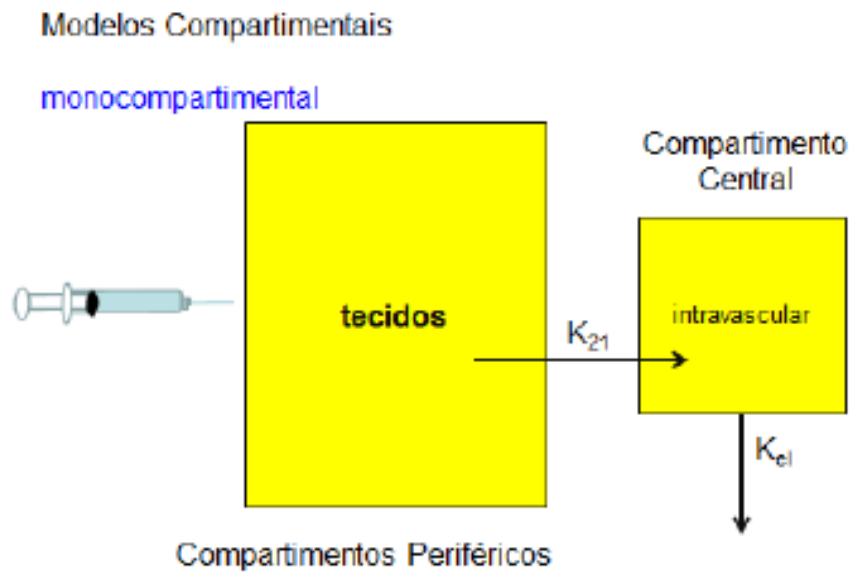 Modelos Compartimentais
monocompartimental
Compartimento
Central
tecidos
intravascular
K₂₁
Kₑₗ
Compartimentos Periféricos